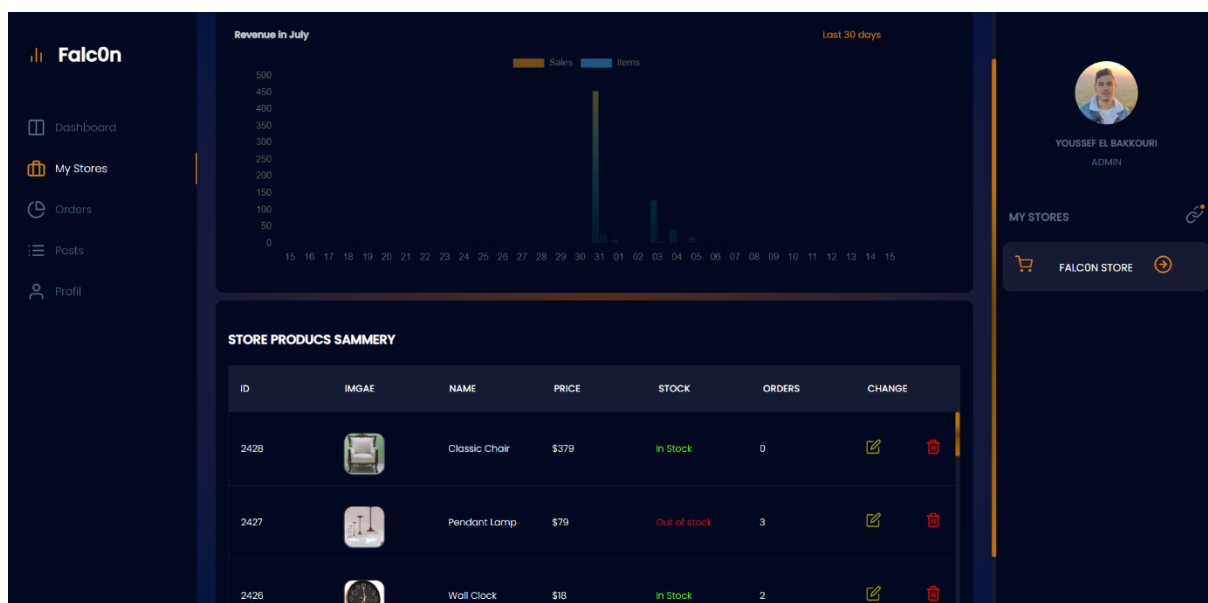 Falc0n
Dashboard
My Stores
Orders
Posts
Profil
Revenue in July
Last 30 days
Sales
Items
500
450
400
350
300
250
200
150
100
50
0
15 16 17 18 19 20 21 22 23 24 25 26 27 28 29 30 31 01 02 03 04 05 06 07 08 09 10 11 12 13 14 15
STORE PRODUCS SAMMERY
ID IMGAE NAME PRICE STOCK ORDERS CHANGE
2428 Classic Chair $379 In Stock 0
2427 Pendant Lamp $79 Out of stock 3
2426 Wall Clock $18 In Stock 2
YOUSSEF EL BAKKOURI
ADMIN
MY STORES
FALC0N STORE